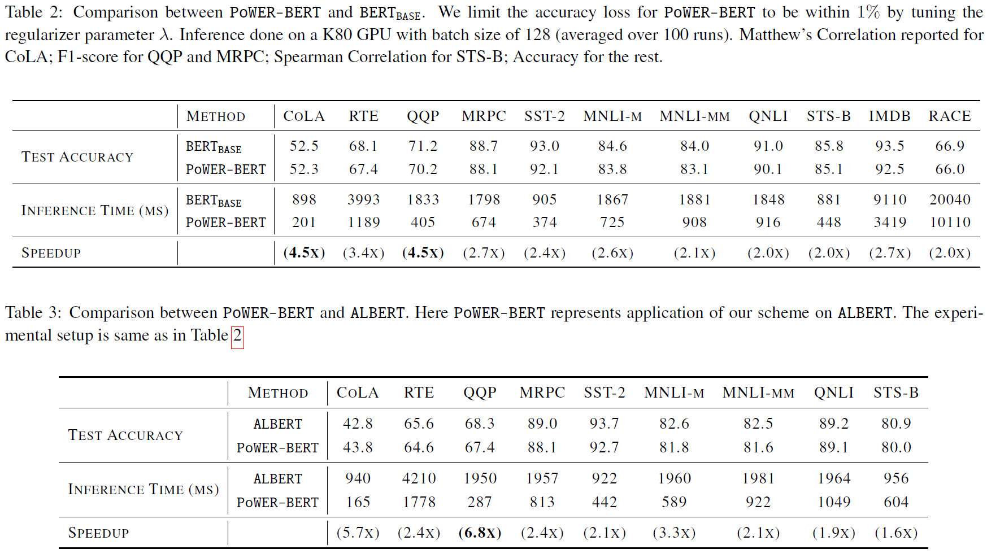 Table 2: Comparison between PoWER-BERT and BERTBASE. We limit the accuracy loss for PoWER-BERT to be within 1% by tuning the
regularizer parameter λ. Inference done on a K80 GPU with batch size of 128 (averaged over 100 runs). Matthew's Correlation reported for
CoLA; F1-score for QQP and MRPC; Spearman Correlation for STS-B; Accuracy for the rest.
METHOD COLA RTE QQP MRPC SST-2 MNLI-M MNLI-MM QNLI STS-B IMDB RACE
TEST ACCURACY
BERTBASE 52.5 68.1 71.2 88.7 93.0 84.6 84.0 91.0 85.8 93.5 66.9
PoWER-BERT 52.3 67.4 70.2 88.1 92.1 83.8 83.1 90.1 85.1 92.5 66.0
INFERENCE TIME (MS)
BERTBASE 898 3993 1833 1798 905 1867 1881 1848 881 9110 20040
PoWER-BERT 201 1189 405 674 374 725 908 916 448 3419 10110
SPEEDUP (4.5X) (3.4X) (4.5X) (2.7X) (2.4X) (2.6X) (2.1X) (2.0X) (2.0X) (2.7X) (2.0X)
Table 3: Comparison between PoWER-BERT and ALBERT. Here PoWER-BERT represents application of our scheme on ALBERT. The experi-
mental setup is same as in Table 2
METHOD COLA RTE QQP MRPC SST-2 MNLI-M MNLI-MM QNLI STS-B
TEST ACCURACY
ALBERT 42.8 65.6 68.3 89.0 93.7 82.6 82.5 89.2 80.9
PoWER-BERT 43.8 64.6 67.4 88.1 92.7 81.8 81.6 89.1 80.0
INFERENCE TIME (MS)
ALBERT 940 4210 1950 1957 922 1960 1981 1964 956
PoWER-BERT 165 1778 287 813 442 589 922 1049 604
SPEEDUP (5.7X) (2.4X) (6.8X) (2.4X) (2.1X) (3.3X) (2.1X) (1.9X) (1.6X)